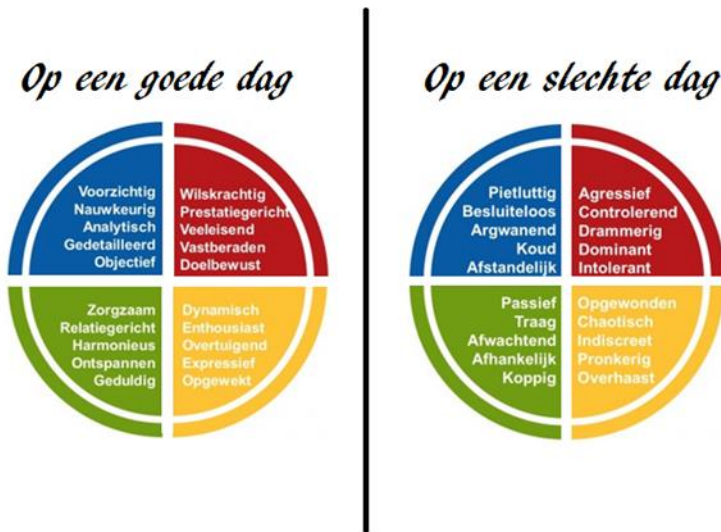 Op een goede dag
Voorzichtig
Nauwkeurig
Analytisch
Gedetailleerd
Objectief
Wilskrachtig
Prestatiegericht
Veeleisend
Vastberaden
Doelbewust
Zorgzaam
Relatiegericht
Harmonieus
Ontspannen
Geduldig
Dynamisch
Enthousiast
Overtuigend
Expressief
Opgewekt
Op een slechte dag
Pietluttig
Besluiteloos
Argwanend
Koud
Afstandelijk
Agressief
Controlerend
Drammerig
Dominant
Intolerant
Passief
Traag
Afwachtend
Afhankelijk
Koppig
Opgewonden
Chaotisch
Indiscreet
Pronkerig
Overhaast